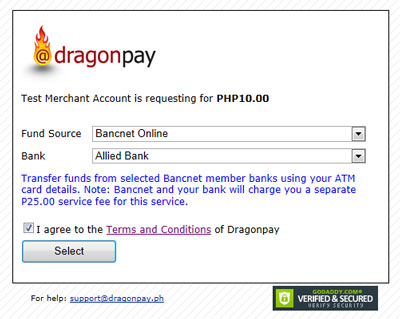 @dragonpay
Test Merchant Account is requesting for PHP10.00
Fund Source Bancnet Online
Bank Allied Bank
Transfer funds from selected Bancnet member banks using your ATM
card details. Note: Bancnet and your bank will charge you a separate
P25.00 service fee for this service.
I agree to the Terms and Conditions of Dragonpay
Select
For help: support@dragonpay.ph
GODADDY.COM®
VERIFIED & SECURED
VERIFY SECURITY